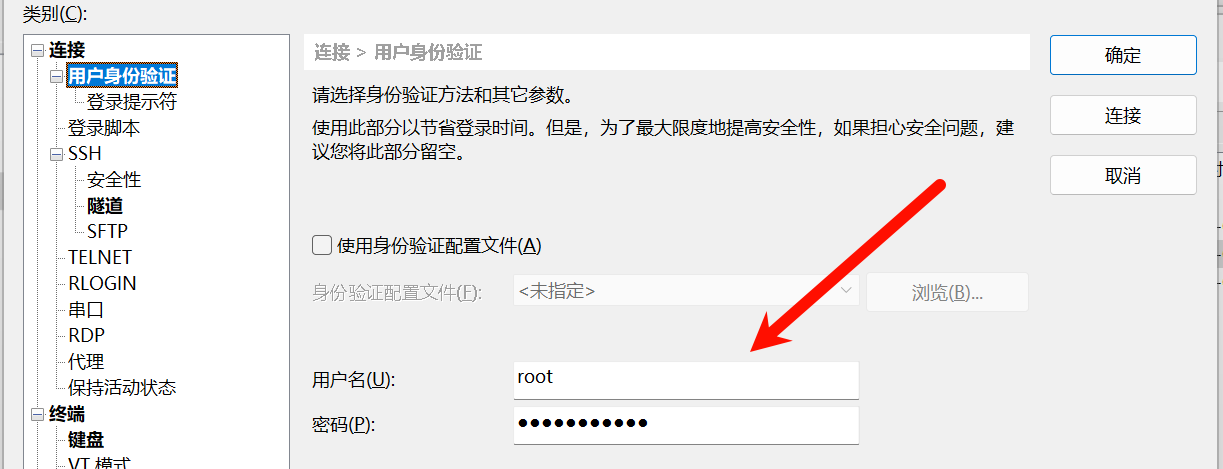 类别(C):
连接
用户身份验证
登录提示符
登录脚本
SSH
安全性
隧道
SFTP
TELNET
RLOGIN
串口
RDP
代理
保持活动状态
终端
键盘
VT 模式
连接 > 用户身份验证
请选择身份验证方法和其它参数。
使用此部分以节省登录时间。但是，为了最大限度地提高安全性，如果担心安全问题，建
议您将此部分留空。
使用身份验证配置文件(A)
身份验证配置文件(F):
<未指定>
浏览(B)...
用户名(U):
root
密码(P):
确定
连接
取消